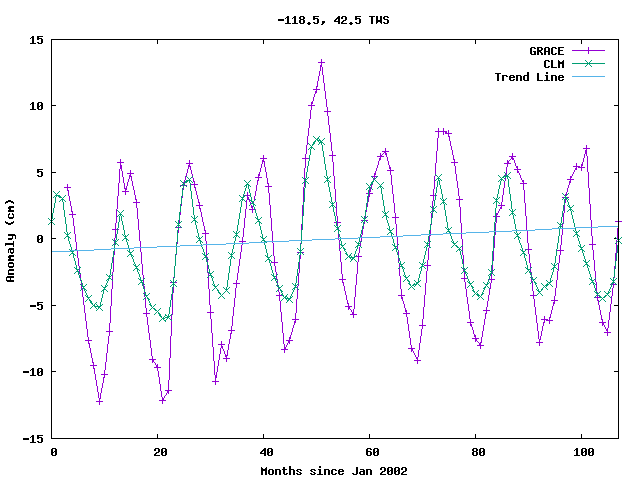 -118.5, 42.5 TWS
GRACE
CLM
Trend Line
15
10
5
0
-5
-10
-15
Anomaly (cm)
0 20 40 60 80 100
Months since Jan 2002